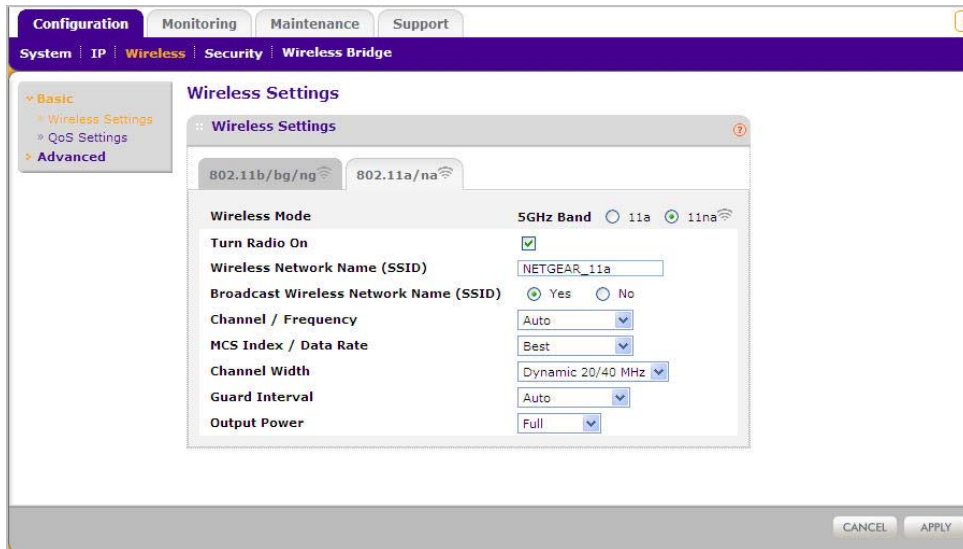 Configuration Monitoring Maintenance Support
System IP Wireless Security Wireless Bridge
Basic
Wireless Settings
QoS Settings
Advanced
Wireless Settings
Wireless Settings
802.11b/bg/ng 802.11a/na
Wireless Mode 5GHz Band 11a 11na
Turn Radio On
Wireless Network Name (SSID) NETGEAR_11a
Broadcast Wireless Network Name (SSID) Yes No
Channel / Frequency Auto
MCS Index / Data Rate Best
Channel Width Dynamic 20/40 MHz
Guard Interval Auto
Output Power Full
CANCEL APPLY